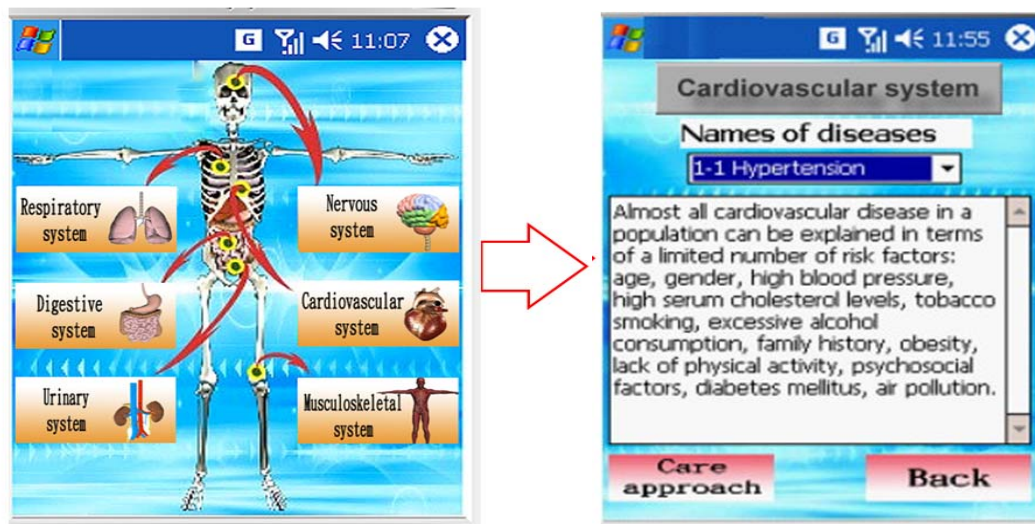 G 11:07
Respiratory
system
Nervous
system
Digestive
system
Cardiovascular
system
Urinary
system
Musculoskeletal
system
G 11:55
Cardiovascular system
Names of diseases
1-1 Hypertension
Almost all cardiovascular disease in a
population can be explained in terms
of a limited number of risk factors:
age, gender, high blood pressure,
high serum cholesterol levels, tobacco
smoking, excessive alcohol
consumption, family history, obesity,
lack of physical activity, psychosocial
factors, diabetes mellitus, air pollution.
Care
approach
Back